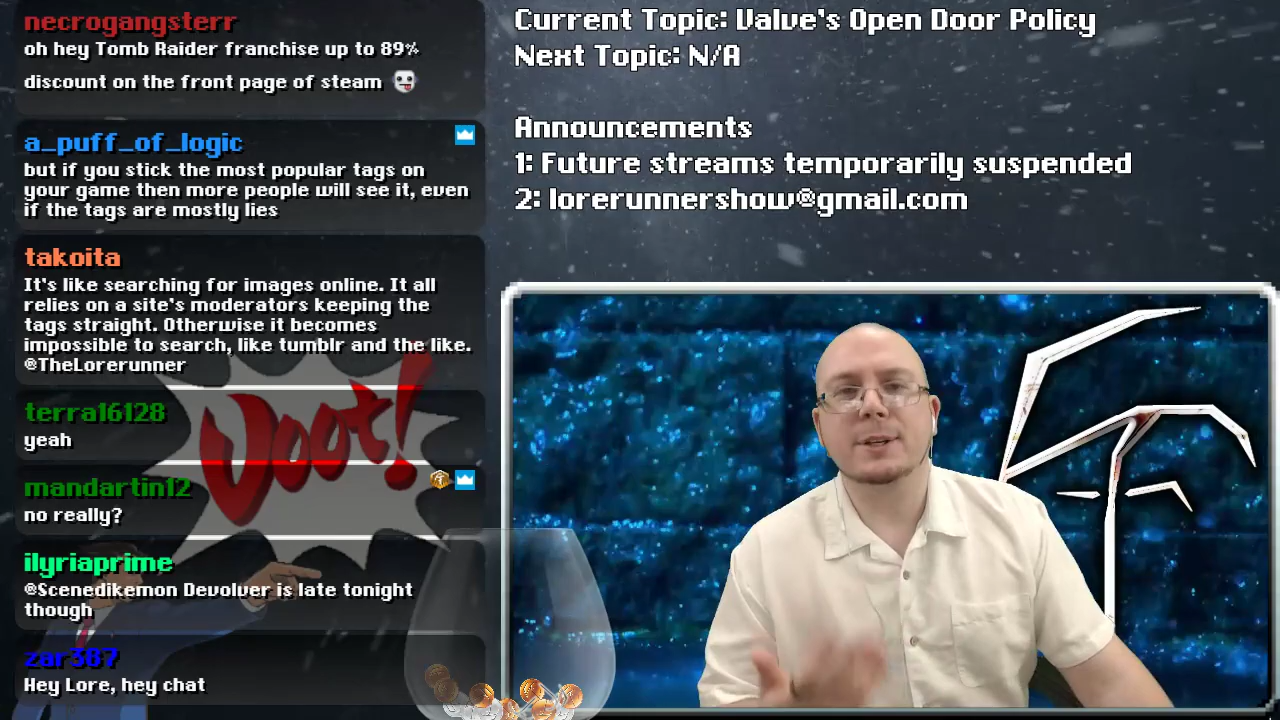 necrogangsterr
oh hey Tomb Raider franchise up to 89%
discount on the front page of steam
a_puff_of_logic
but if you stick the most popular tags on
your game then more people will see it, even
if the tags are mostly lies
takoita
It's like searching for images online. It all
relies on a site's moderators keeping the
tags straight. Otherwise it becomes
impossible to search, like tumblr and the like.
@TheLorerunner
terra16128
yeah
mandartin12
no really?
ilyriaprime
@Scenedikemon Devolver is late tonight
though
zar387
Hey Lore, hey chat
Woot!
Current Topic: Valve's Open Door Policy
Next Topic: N/A
Announcements
1: Future streams temporarily suspended
2: lorerunnershow@gmail.com